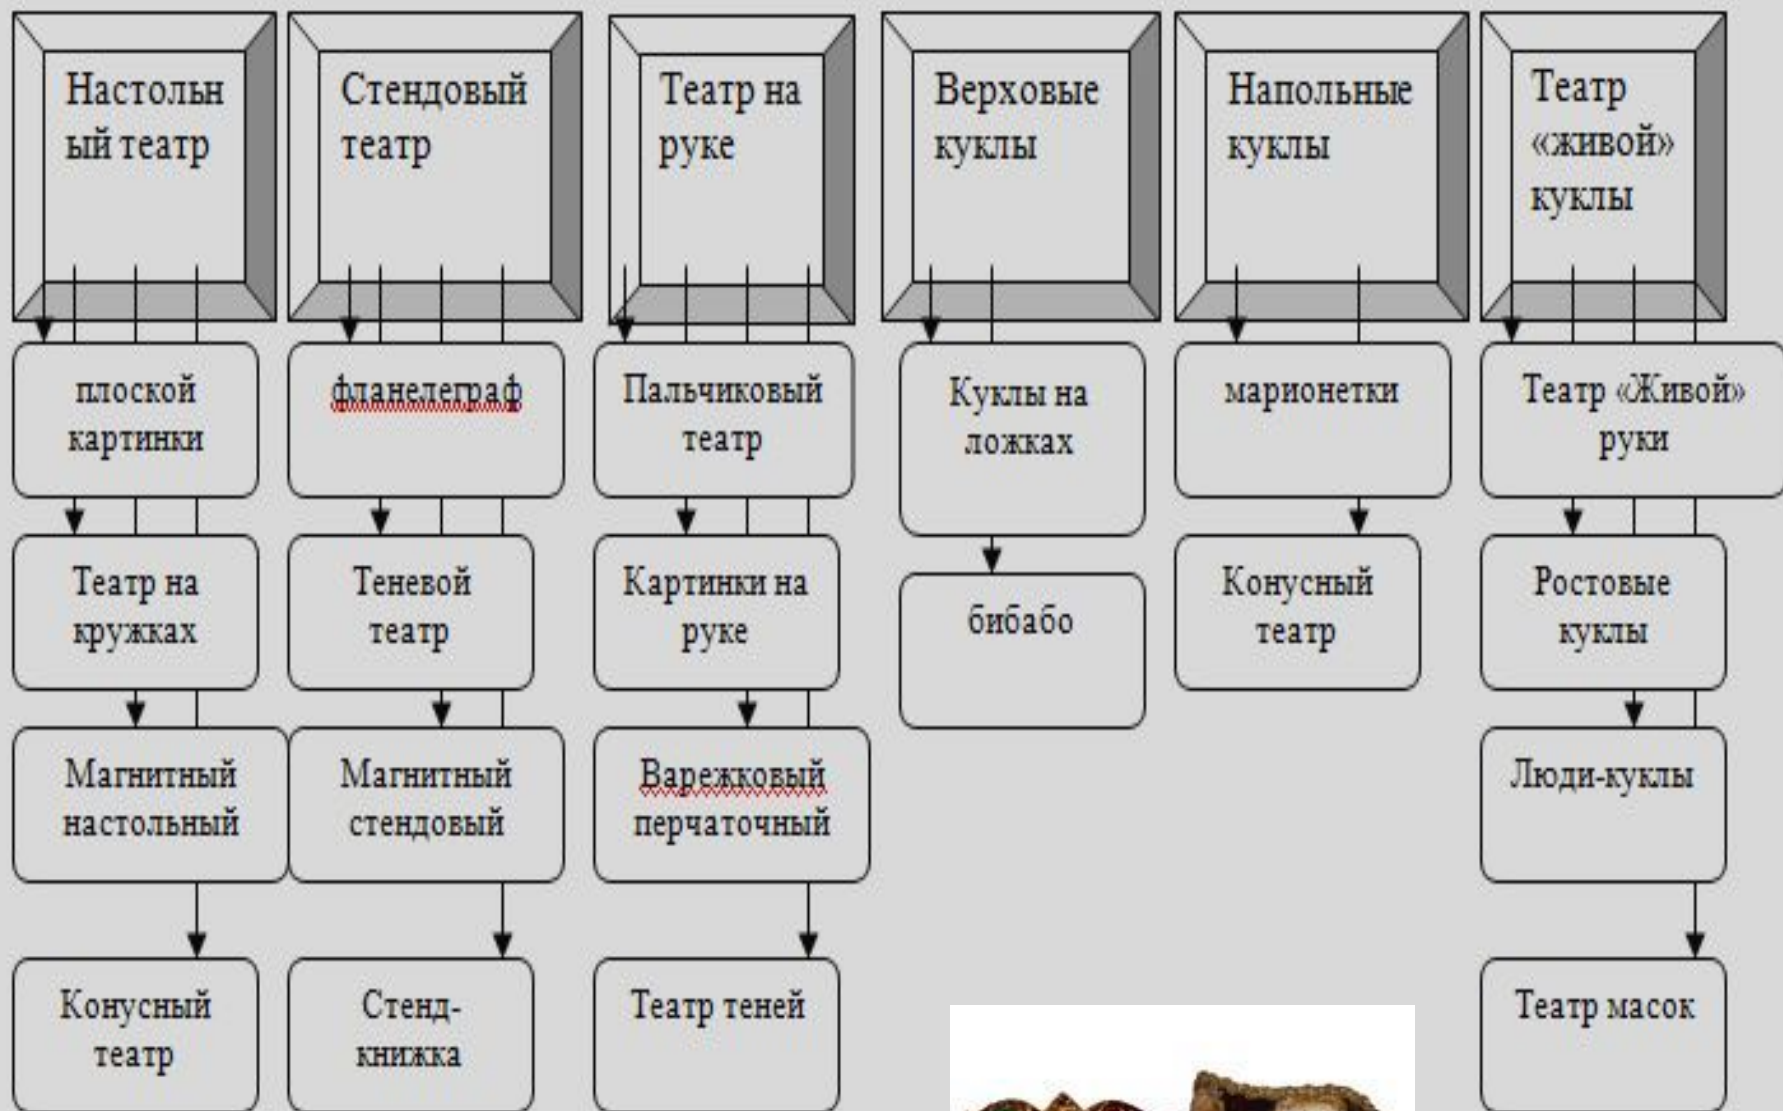 Настольн
ый театр
Стендовый
театр
Театр на
руке
Верховые
куклы
Напольные
куклы
Театр
«живой»
куклы
плоской
картинки
фланелеграф
Пальчиковый
театр
Куклы на
ложках
марионетки
Театр «Живой»
руки
Театр на
кружках
Теневой
театр
Картинки на
руке
бибабо
Конусный
театр
Ростовые
куклы
Магнитный
настольный
Магнитный
стендовый
Варежковый
перчаточный
Люди-куклы
Конусный
театр
Стенд-
книжка
Театр теней
Театр масок